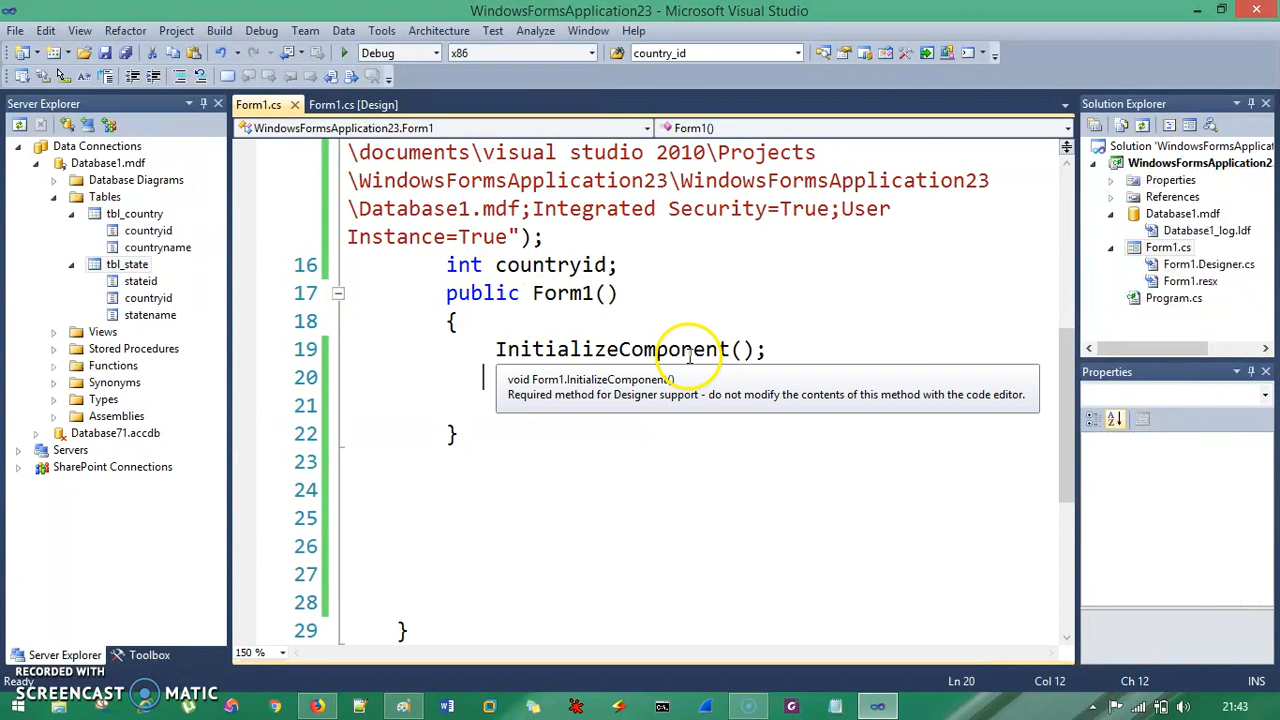 WindowsFormsApplication23 - Microsoft Visual Studio
File Edit View Refactor Project Build Debug Team Data Tools Architecture Test Analyze Window Help
Debug x86 country_id
Server Explorer
Data Connections
Database1.mdf
Database Diagrams
Tables
tbl_country
countryid
countryname
tbl_state
stateid
countryid
statename
Views
Stored Procedures
Functions
Synonyms
Types
Assemblies
Database71.accdb
Servers
SharePoint Connections
Server Explorer Toolbox
Form1.cs Form1.cs [Design]
WindowsFormsApplication23.Form1 Form1()
\documents\visual studio 2010\Projects
\WindowsFormsApplication23\WindowsFormsApplication23
\Database1.mdf;Integrated Security=True;User
Instance=True");
16 int countryid;
17 public Form1()
18 {
19 InitializeComponent();
20
void Form1.InitializeComponent()
Required method for Designer support - do not modify the contents of this method with the code editor.
21
22 }
23
24
25
26
27
28
29 }
150 %
Solution Explorer
Solution 'WindowsFormsApplication
WindowsFormsApplication2
Properties
References
Database1.mdf
Database1_log.ldf
Form1.cs
Form1.Designer.cs
Form1.resx
Program.cs
Properties
Ready Ln 20 Col 12 Ch 12 INS
RECORDED WITH
SCREENCAST MATIC
21:43